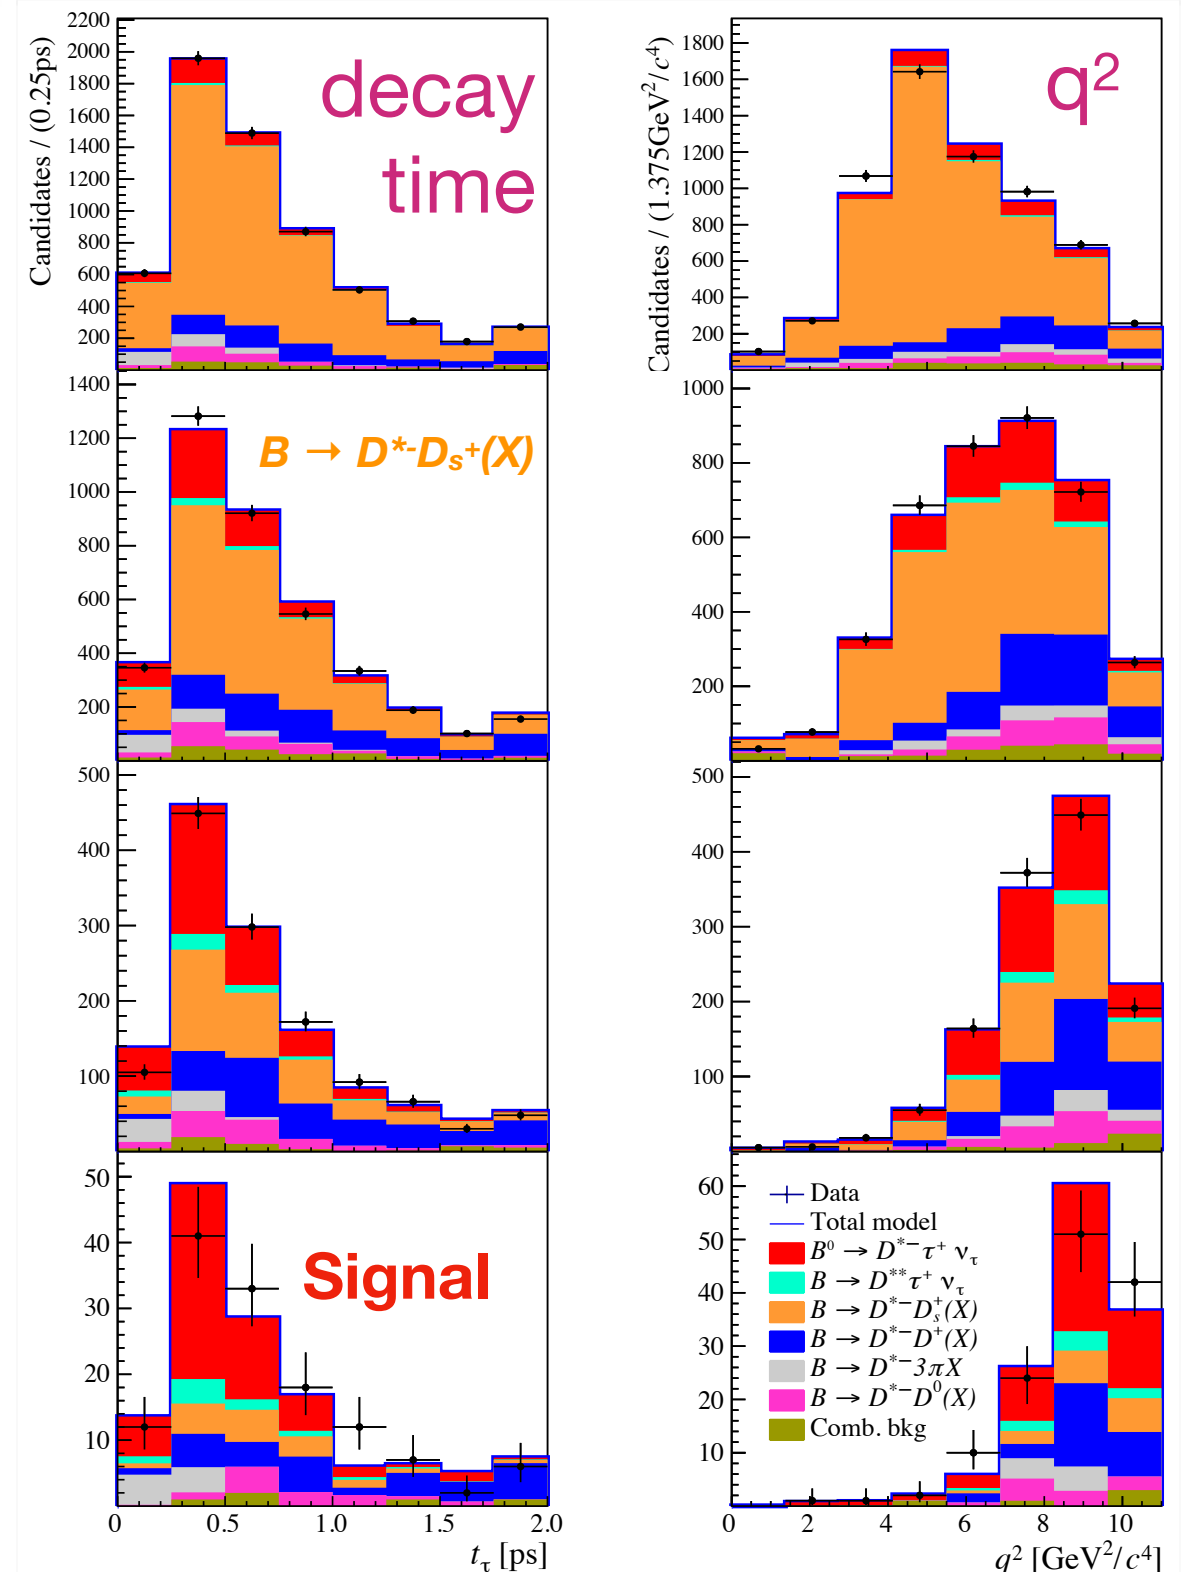 decay
time
Candidates / (0.25ps)
2200
2000
1800
1600
1400
1200
1000
800
600
400
200
q²
Candidates / (1.375GeV²/c⁴)
1800
1600
1400
1200
1000
800
600
400
200
B → D*-Dₛ+(X)
1400
1200
1000
800
600
400
200
1000
800
600
400
200
500
400
300
200
100
500
400
300
200
100
Signal
50
40
30
20
10
0 0.5 1.0 1.5 2.0
t_τ [ps]
60
50
40
30
20
10
Data
Total model
B⁰ → D*− τ⁺ ν_τ
B → D** τ⁺ ν_τ
B → D*− Dₛ⁺(X)
B → D*− D⁺(X)
B → D*− 3πX
B → D*− D⁰(X)
Comb. bkg
0 2 4 6 8 10
q² [GeV²/c⁴]